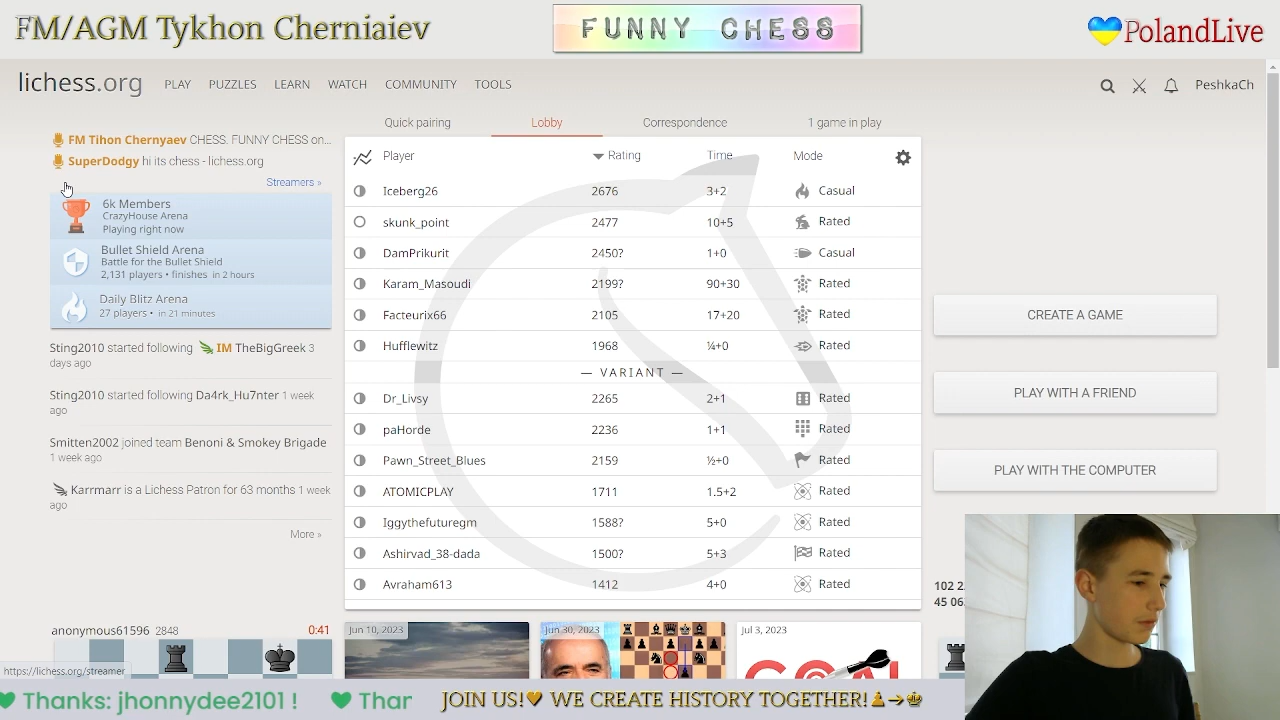 FM/AGM Tykhon Cherniaiev
FUNNY CHESS
PolandLive
lichess.org PLAY PUZZLES LEARN WATCH COMMUNITY TOOLS PeshkaCh
Quick pairing Lobby Correspondence 1 game in play
FM Tihon Chernyaev CHESS. FUNNY CHESS on...
SuperDodgy hi its chess - lichess.org
Streamers »
6k Members
CrazyHouse Arena
Playing right now
Bullet Shield Arena
Battle for the Bullet Shield
2,131 players • finishes in 2 hours
Daily Blitz Arena
27 players • in 21 minutes
Sting2010 started following IM TheBigGreek 3
days ago
Sting2010 started following Da4rk_Hu7nter 1 week
ago
Smitten2002 joined team Benoni & Smokey Brigade
1 week ago
Karrmarr is a Lichess Patron for 63 months 1 week
ago
More »
Player Rating Time Mode
Iceberg26 2676 3+2 Casual
skunk_point 2477 10+5 Rated
DamPrikurit 2450? 1+0 Casual
Karam_Masoudi 2199? 90+30 Rated
Facteurix66 2105 17+20 Rated
Hufflewitz 1968 ¼+0 Rated
— VARIANT —
Dr_Livsy 2265 2+1 Rated
paHorde 2236 1+1 Rated
Pawn_Street_Blues 2159 ½+0 Rated
ATOMICPLAY 1711 1.5+2 Rated
Iggythefuturegm 1588? 5+0 Rated
Ashirvad_38-dada 1500? 5+3 Rated
Avraham613 1412 4+0 Rated
CREATE A GAME
PLAY WITH A FRIEND
PLAY WITH THE COMPUTER
102 2
45 06
anonymous61596 2848 0:41
Jun 10, 2023
Jun 30, 2023
Jul 3, 2023
https://lichess.org/streamer
Thanks: jhonnydee2101 ! Thar
JOIN US! WE CREATE HISTORY TOGETHER!